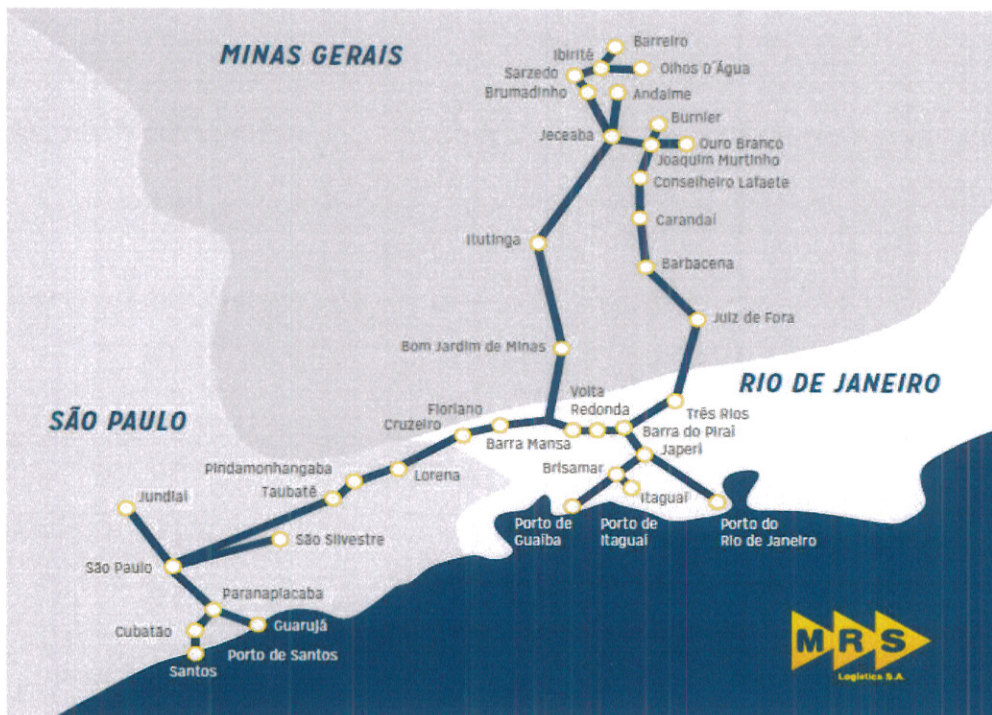 MINAS GERAIS
Barreiro
Ibirité
Olhos D´Água
Sarzedo
Brumadinho
Andaime
Burnier
Jeceaba
Ouro Branco
Joaquim Murtinho
Conselheiro Lafaete
Carandaí
Itutinga
Barbacena
Juiz de Fora
Bom Jardim de Minas
RIO DE JANEIRO
Volta
Redonda
Três Rios
SÃO PAULO
Floriano
Cruzeiro
Barra Mansa
Barra do Piraí
Japeri
Pindamonhangaba
Lorena
Brisamar
Taubatê
Itaguaí
Jundiaí
Porto de
Guaíba
Porto de
Itaguaí
Porto do
Rio de Janeiro
São Silvestre
São Paulo
Paranapiacaba
Guarujá
Cubatão
Porto de Santos
Santos
MRS
Logística S.A.